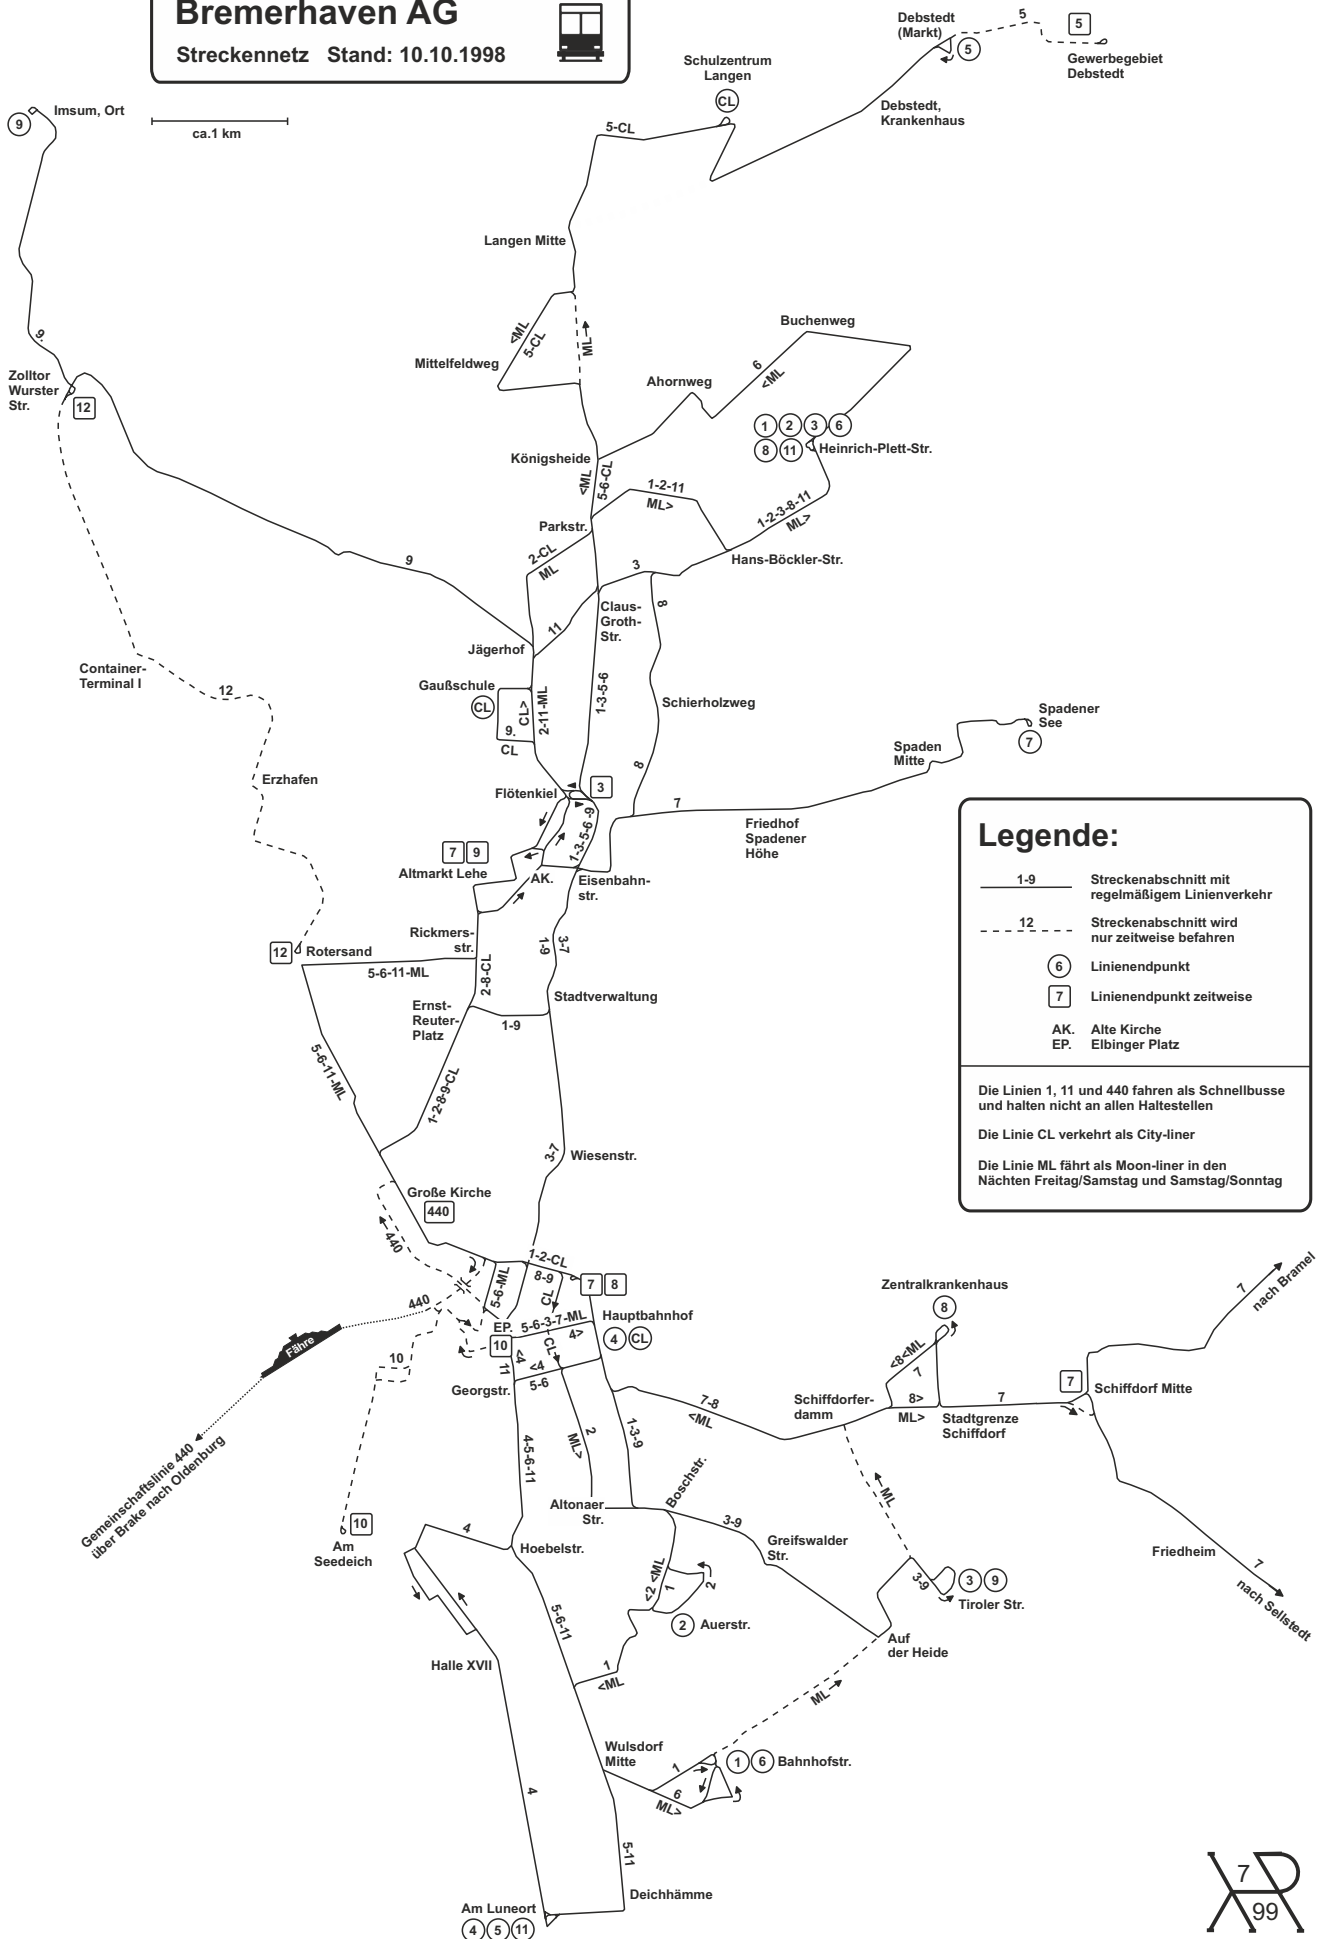 Bremerhaven AG
Streckennetz Stand: 10.10.1998
Debstedt
(Markt)
5
5
5
Gewerbegebiet
Debstedt
Schulzentrum
Langen
CL
Debstedt,
Krankenhaus
Imsum, Ort
9
ca.1 km
5-CL
Langen Mitte
<ML
5-CL
ML
Mittelfeldweg
Buchenweg
6
<ML
Ahornweg
9.
Zolltor
Wurster
Str.
12
1 2 3 6
8 11
Heinrich-Plett-Str.
Königsheide
<ML
5-6-CL
1-2-11
ML>
1-2-3-8-11
ML>
Parkstr.
2-CL
ML
3
Hans-Böckler-Str.
9
8
Claus-
Groth-
Str.
11
Jägerhof
Container-
Terminal I
12
Gaußschule
CL
CL>
9.
CL
2-11-ML
1-3-5-6
Schierholzweg
Spadener
See
7
Spaden
Mitte
8
Erzhafen
Flötenkiel
3
7
Friedhof
Spadener
Höhe
1-3-5-6-9
7 9
Altmarkt Lehe
AK.
Eisenbahn-
str.
Legende:
1-9
Streckenabschnitt mit
regelmäßigem Linienverkehr
12
Streckenabschnitt wird
nur zeitweise befahren
6
Linienendpunkt
7
Linienendpunkt zeitweise
AK. Alte Kirche
EP. Elbinger Platz
Die Linien 1, 11 und 440 fahren als Schnellbusse
und halten nicht an allen Haltestellen
Die Linie CL verkehrt als City-liner
Die Linie ML fährt als Moon-liner in den
Nächten Freitag/Samstag und Samstag/Sonntag
Rickmers-
str.
12
Rotersand
5-6-11-ML
2-8-CL
1-9
3-7
Stadtverwaltung
Ernst-
Reuter-
Platz
1-9
5-6-11-ML
1-2-8-9-CL
3-7
Wiesenstr.
Große Kirche
440
440
1-2-CL
8-9
CL
5-6-ML
7 8
440
Fähre
EP.
5-6-3-7-ML
4>
Hauptbahnhof
4 CL
10
10
11
<4
CL
<4
5-6
Georgstr.
Gemeinschaftslinie 440
über Brake nach Oldenburg
Zentralkrankenhaus
8
<8<ML
7
7
nach Bramel
7
Schiffdorf Mitte
Schiffdorfer-
damm
8>
ML>
7
Stadtgrenze
Schiffdorf
7-8
<ML
4-5-6-11
2
ML>
1-3-9
Boschstr.
Altonaer
Str.
3-9
ML
10
Am
Seedeich
4
Hoebelstr.
Greifswalder
Str.
Friedheim
7
nach Sellstedt
<2 <ML
1
2
2
Auerstr.
3-9
3 9
Tiroler Str.
5-6-11
Auf
der Heide
Halle XVII
1
<ML
ML
Wulsdorf
Mitte
1
1 6
Bahnhofstr.
6
ML>
4
5-11
Deichhämme
Am Luneort
4 5 11
7
99